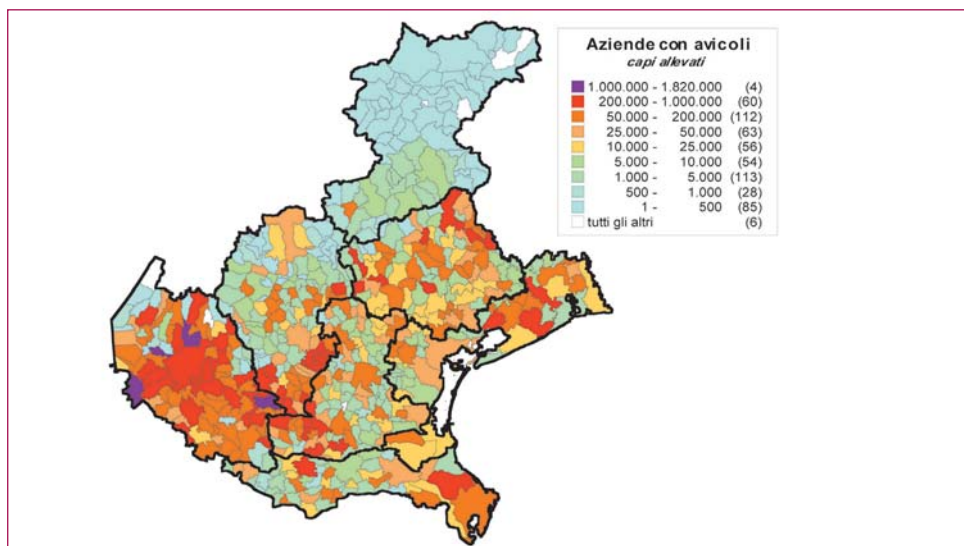 Aziende con avicoli
capi allevati
1.000.000 - 1.820.000 (4)
200.000 - 1.000.000 (60)
50.000 - 200.000 (112)
25.000 - 50.000 (63)
10.000 - 25.000 (56)
5.000 - 10.000 (54)
1.000 - 5.000 (113)
500 - 1.000 (28)
1 - 500 (85)
tutti gli altri (6)